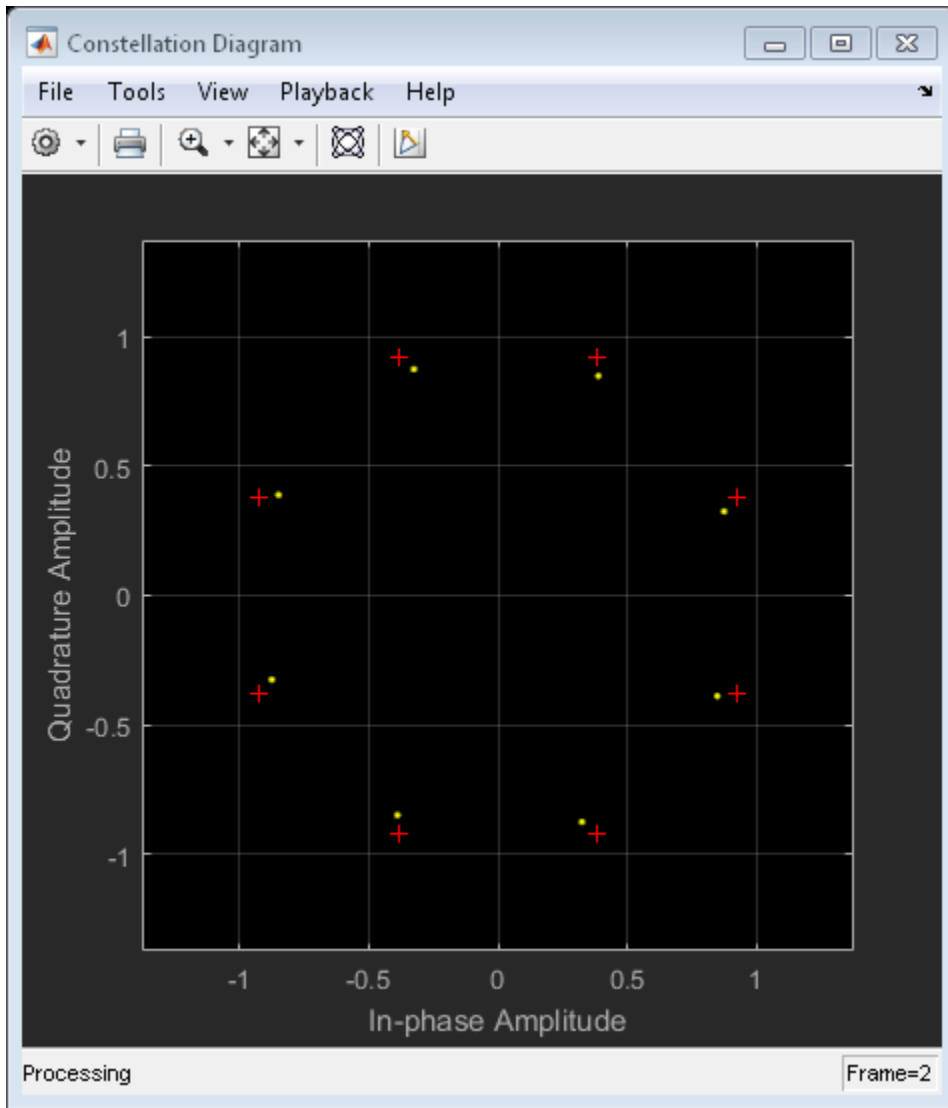 Constellation Diagram
File Tools View Playback Help
1
0.5
0
-0.5
-1
Quadrature Amplitude
-1 -0.5 0 0.5 1
In-phase Amplitude
Processing Frame=2